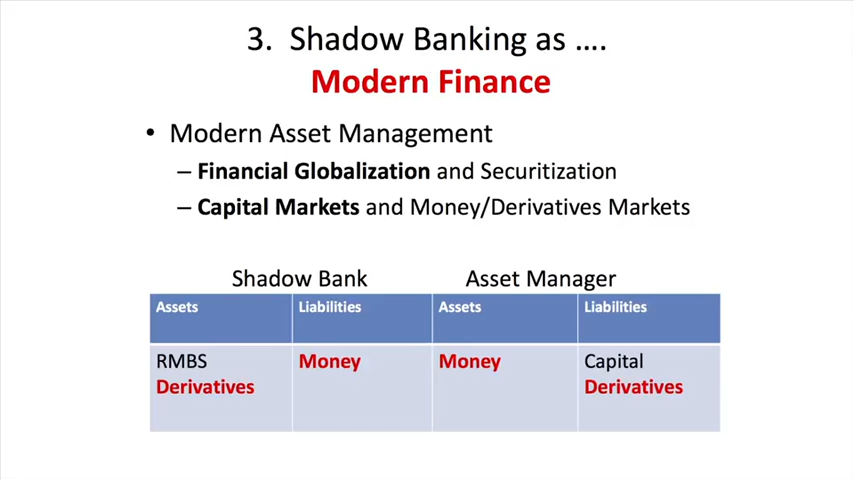 3. Shadow Banking as ….
Modern Finance
• Modern Asset Management
– Financial Globalization and Securitization
– Capital Markets and Money/Derivatives Markets
Shadow Bank Asset Manager
Assets Liabilities Assets Liabilities
RMBS Money Money Capital
Derivatives Derivatives